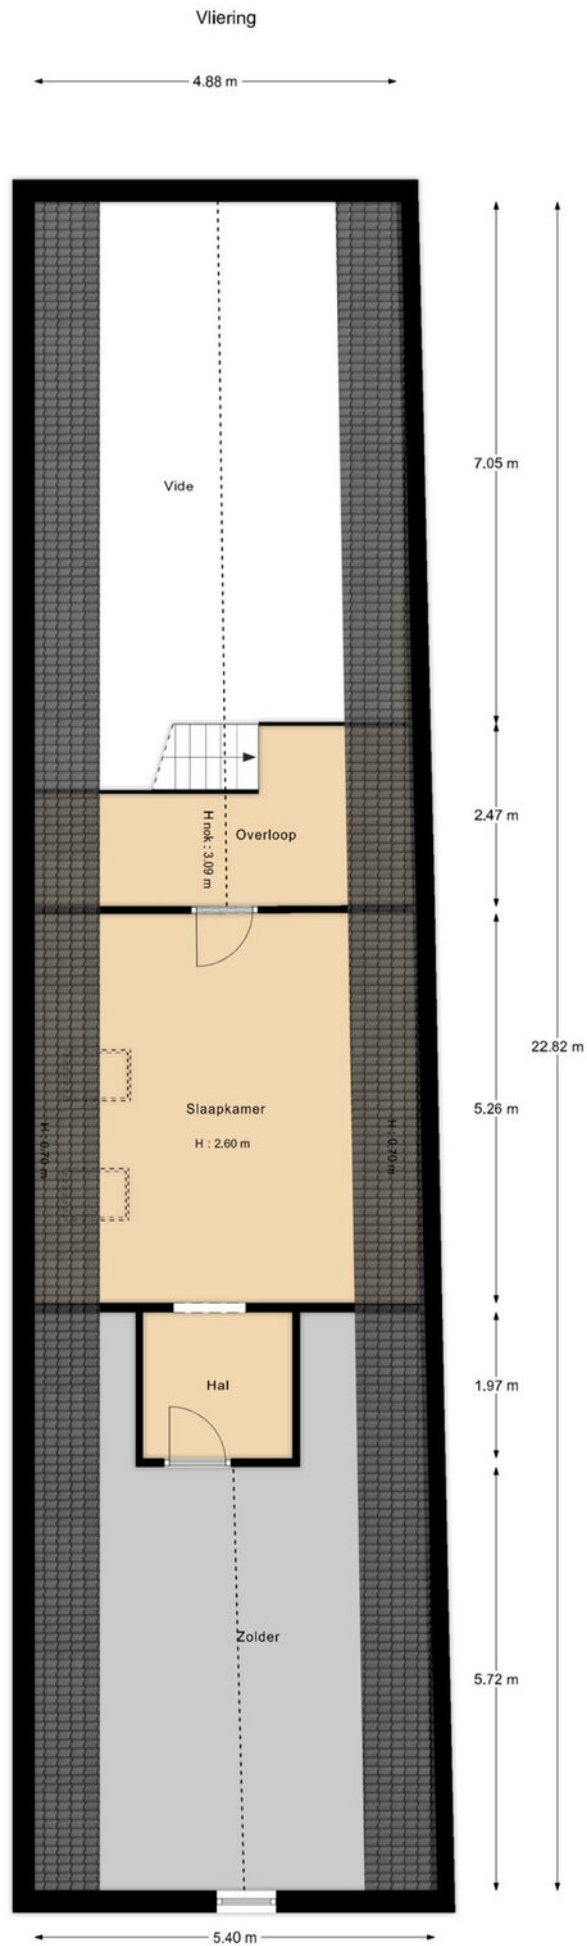 Vliering
4.88 m
7.05 m
Vide
2.47 m
H nok : 3.09 m
Overloop
22.82 m
Slaapkamer
5.26 m
H : 2.60 m
H : 0.70 m
H : 0.70 m
Hal
1.97 m
Zolder
5.72 m
5.40 m